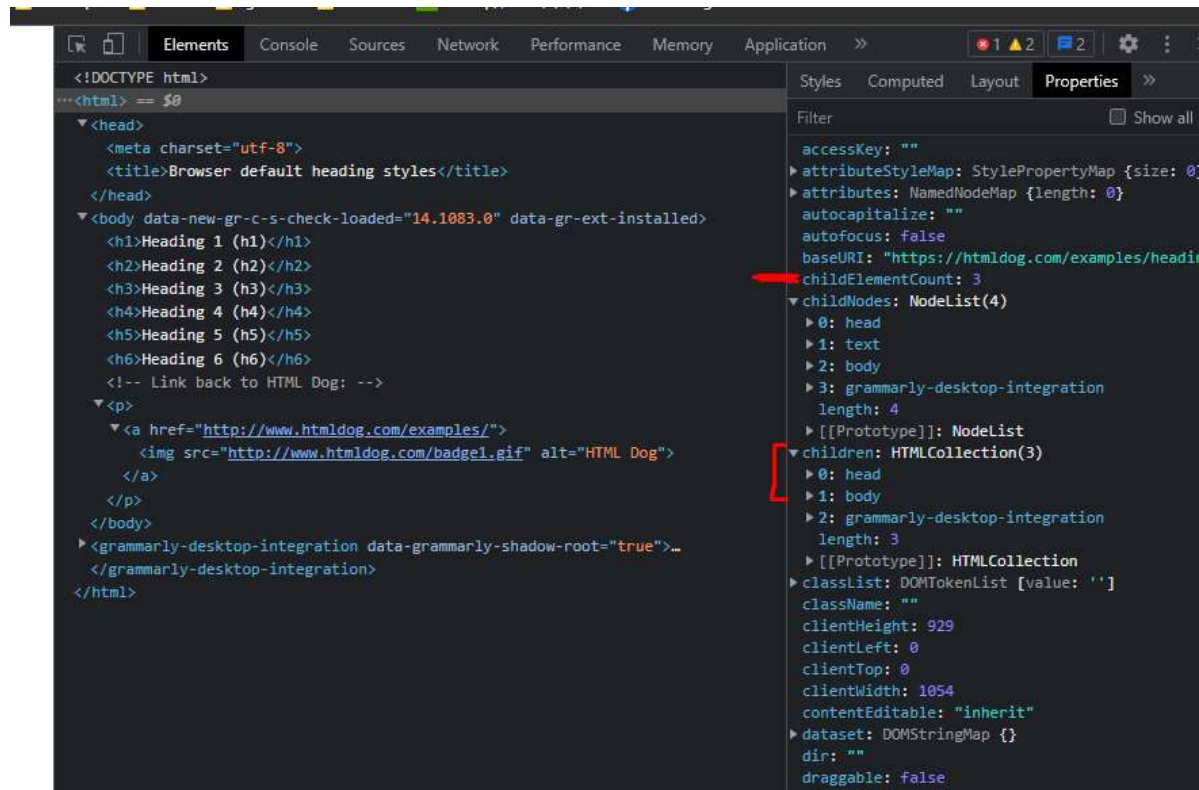 Elements Console Sources Network Performance Memory Application » 1 2 2
<!DOCTYPE html>
···<html> == $0
▼<head>
<meta charset="utf-8">
<title>Browser default heading styles</title>
</head>
▼<body data-new-gr-c-s-check-loaded="14.1083.0" data-gr-ext-installed>
<h1>Heading 1 (h1)</h1>
<h2>Heading 2 (h2)</h2>
<h3>Heading 3 (h3)</h3>
<h4>Heading 4 (h4)</h4>
<h5>Heading 5 (h5)</h5>
<h6>Heading 6 (h6)</h6>
<!-- Link back to HTML Dog: -->
▼<p>
▼<a href="http://www.htmldog.com/examples/">
<img src="http://www.htmldog.com/badge1.gif" alt="HTML Dog">
</a>
</p>
</body>
▶<grammarly-desktop-integration data-grammarly-shadow-root="true">…
</grammarly-desktop-integration>
</html>
Styles Computed Layout Properties »
Filter Show all
accessKey: ""
▶attributeStyleMap: StylePropertyMap {size: 0}
▶attributes: NamedNodeMap {length: 0}
autocapitalize: ""
autofocus: false
baseURI: "https://htmldog.com/examples/headin
childElementCount: 3
▼childNodes: NodeList(4)
▶0: head
▶1: text
▶2: body
▶3: grammarly-desktop-integration
length: 4
▶[[Prototype]]: NodeList
▼children: HTMLCollection(3)
▶0: head
▶1: body
▶2: grammarly-desktop-integration
length: 3
▶[[Prototype]]: HTMLCollection
▶classList: DOMTokenList [value: '']
className: ""
clientHeight: 929
clientLeft: 0
clientTop: 0
clientWidth: 1054
contentEditable: "inherit"
▶dataset: DOMStringMap {}
dir: ""
draggable: false